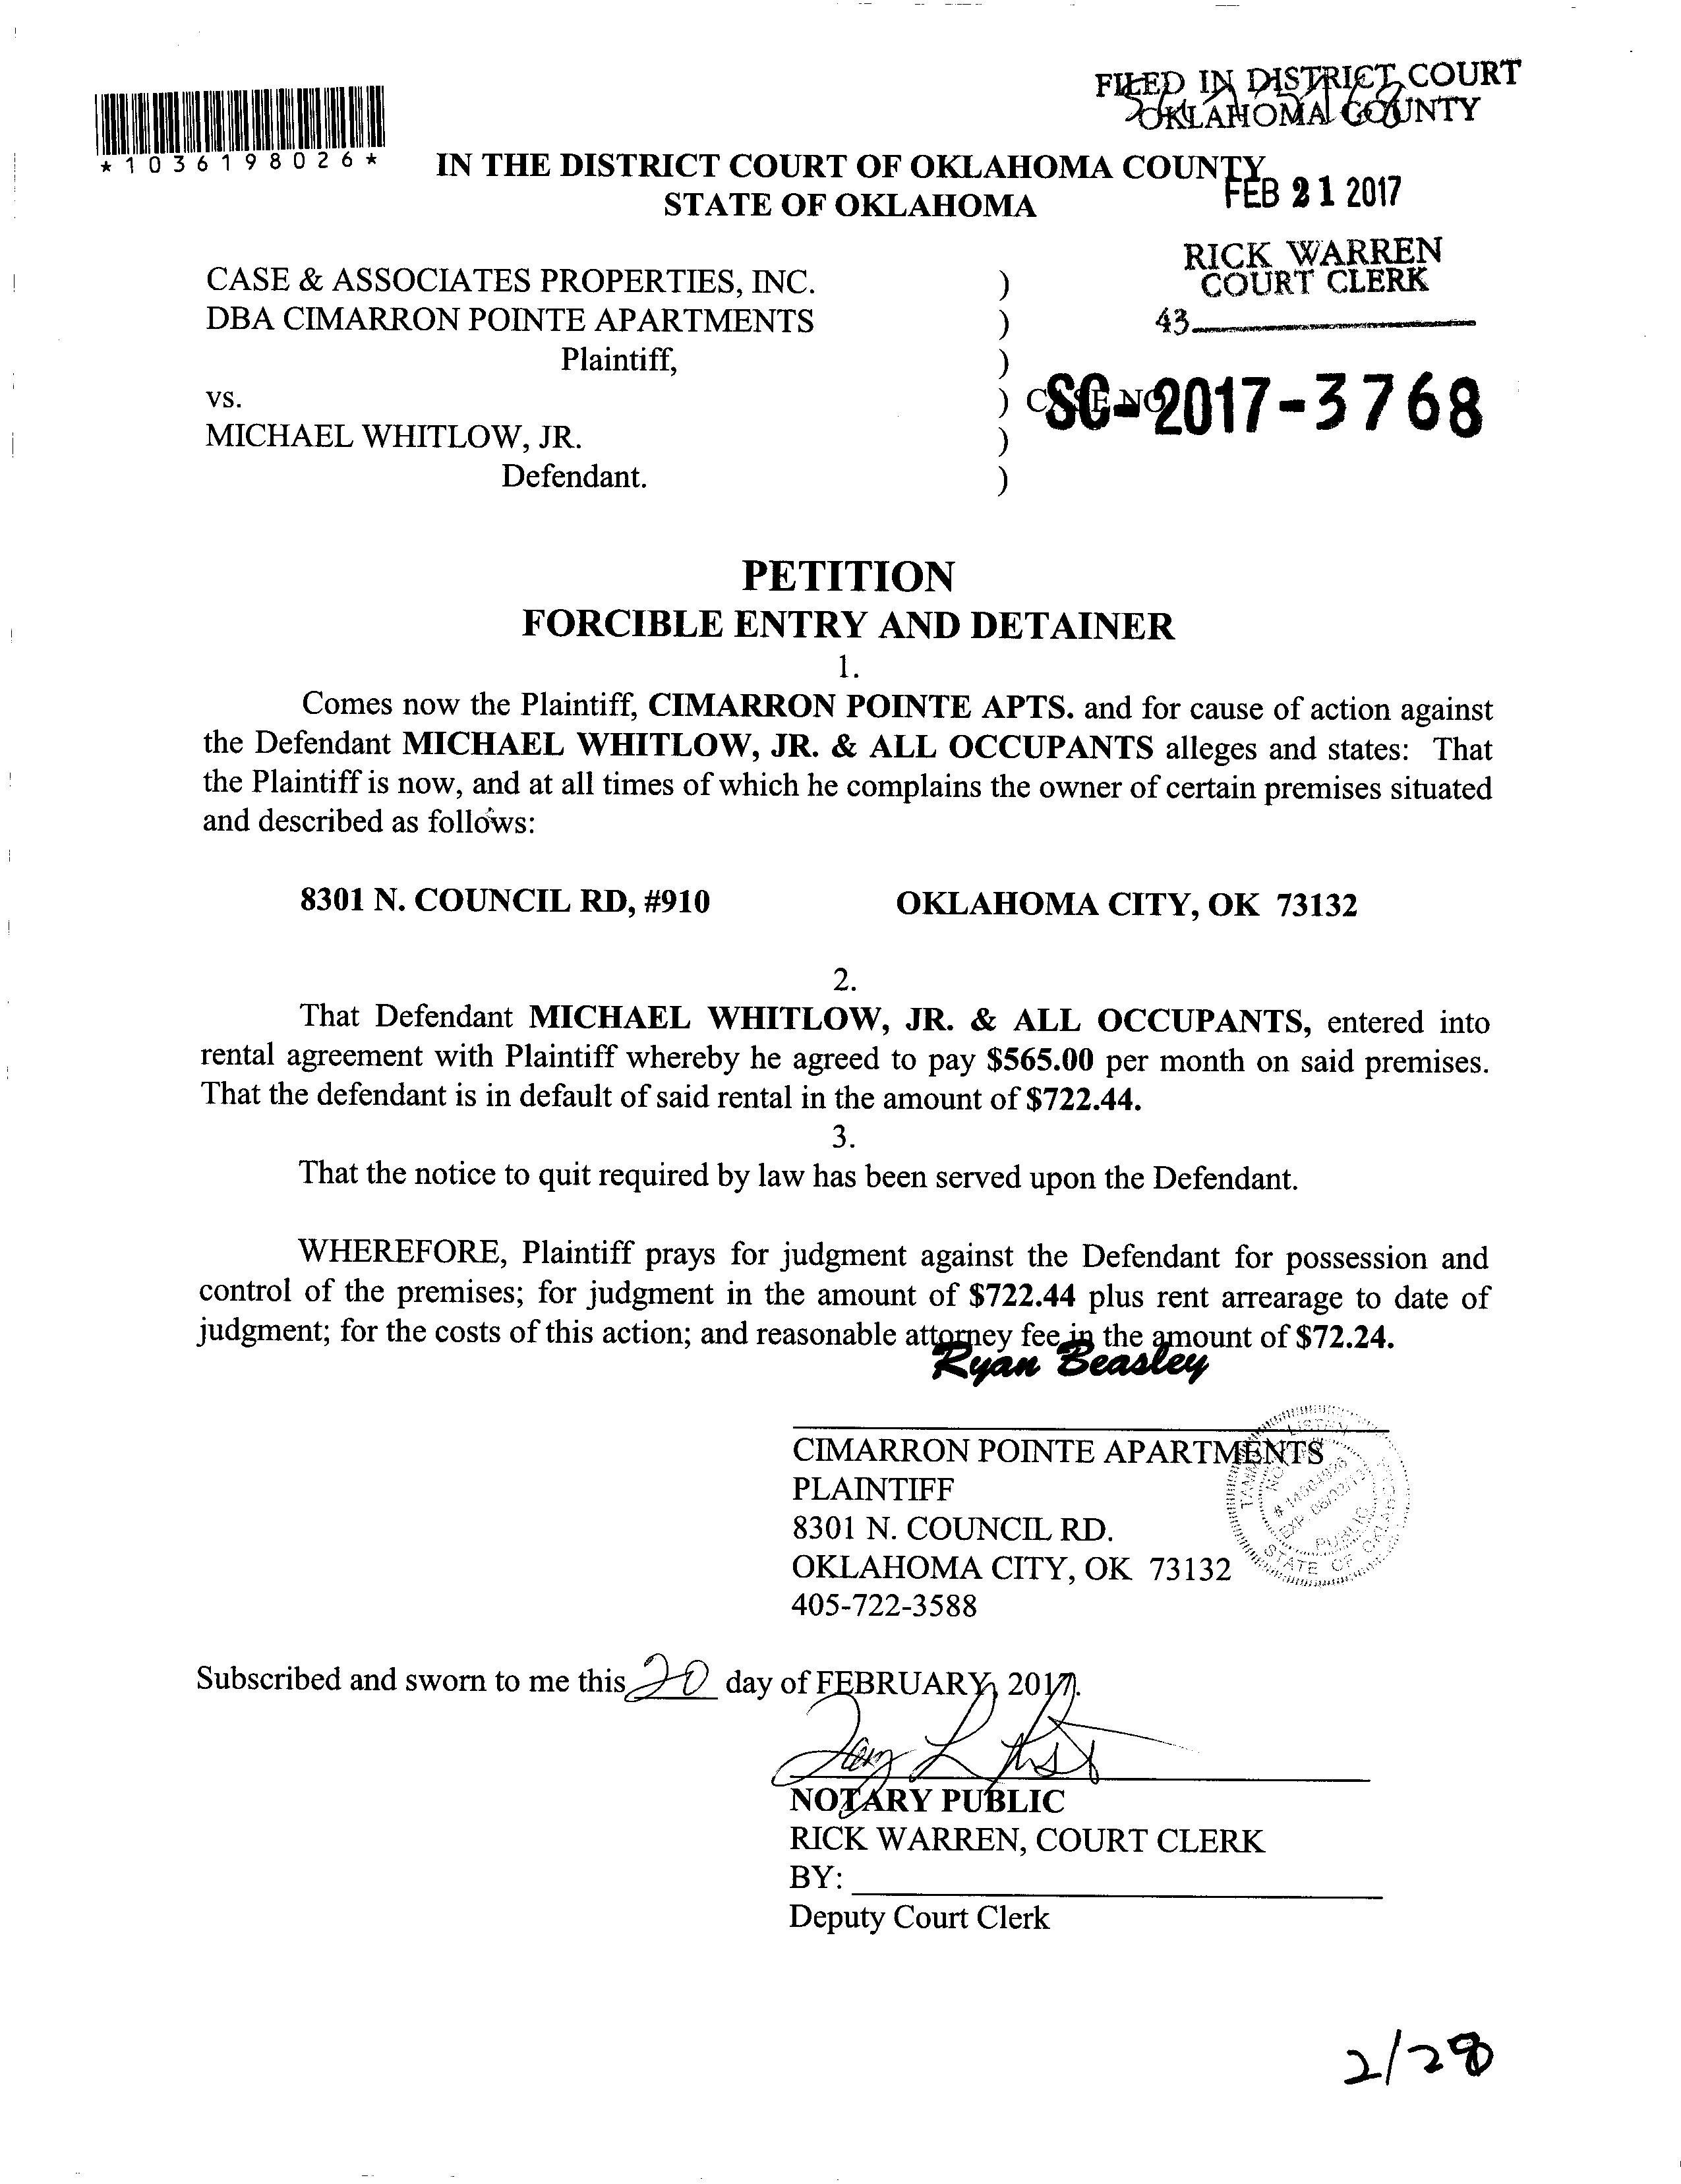 FILED IN DISTRICT COURT
OKLAHOMA COUNTY
*1036198026*
IN THE DISTRICT COURT OF OKLAHOMA COUNTY
STATE OF OKLAHOMA
FEB 21 2017
RICK WARREN
COURT CLERK
43
CASE & ASSOCIATES PROPERTIES, INC. )
DBA CIMARRON POINTE APARTMENTS )
Plaintiff, )
vs. ) CASE NO
SC-2017-3768
MICHAEL WHITLOW, JR. )
Defendant. )
PETITION
FORCIBLE ENTRY AND DETAINER
1.
Comes now the Plaintiff, CIMARRON POINTE APTS. and for cause of action against
the Defendant MICHAEL WHITLOW, JR. & ALL OCCUPANTS alleges and states: That
the Plaintiff is now, and at all times of which he complains the owner of certain premises situated
and described as follows:
8301 N. COUNCIL RD, #910 OKLAHOMA CITY, OK 73132
2.
That Defendant MICHAEL WHITLOW, JR. & ALL OCCUPANTS, entered into
rental agreement with Plaintiff whereby he agreed to pay $565.00 per month on said premises.
That the defendant is in default of said rental in the amount of $722.44.
3.
That the notice to quit required by law has been served upon the Defendant.
WHEREFORE, Plaintiff prays for judgment against the Defendant for possession and
control of the premises; for judgment in the amount of $722.44 plus rent arrearage to date of
judgment; for the costs of this action; and reasonable attorney fee in the amount of $72.24.
Ryan Beasley
CIMARRON POINTE APARTMENTS
PLAINTIFF
8301 N. COUNCIL RD.
OKLAHOMA CITY, OK 73132
405-722-3588
PUBLIC
STATE OF OKLAHOMA
Subscribed and sworn to me this 20 day of FEBRUARY, 2017.
NOTARY PUBLIC
RICK WARREN, COURT CLERK
BY:
Deputy Court Clerk
2/28